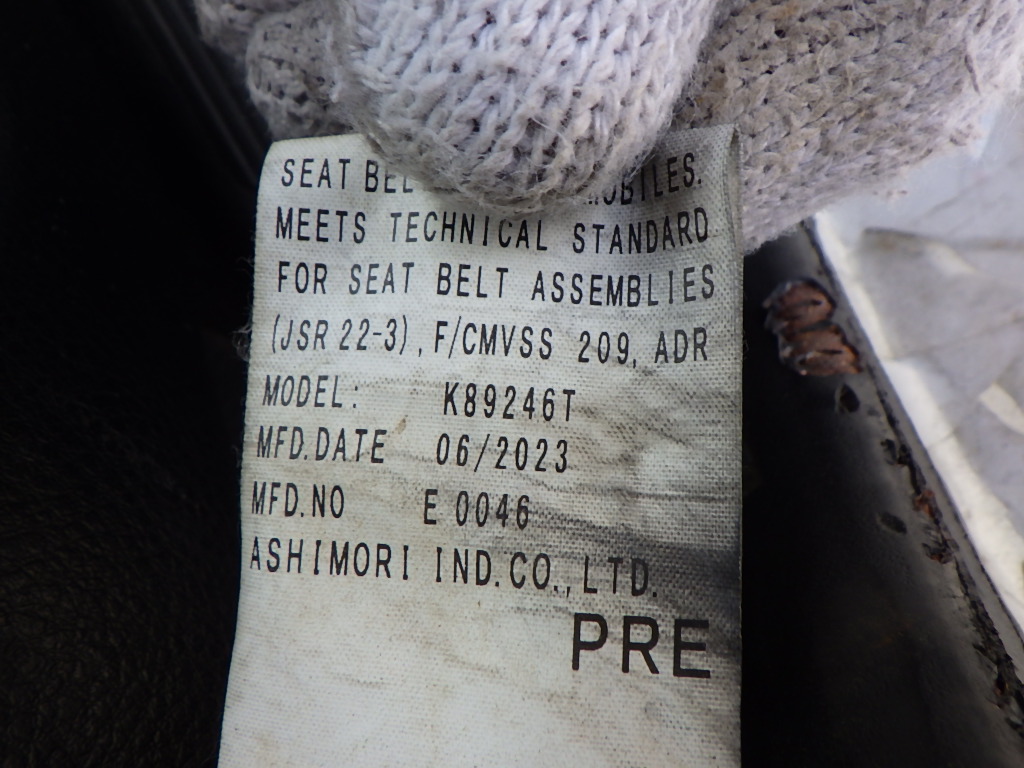 SEAT BEL
MEETS TECHNICAL STANDARD
FOR SEAT BELT ASSEMBLIES
(JSR 22-3), F/CMVSS 209, ADR
MODEL: K89246T
MFD.DATE 06/2023
MFD.NO E 0046
ASHIMORI IND.CO.,LTD.
PRE